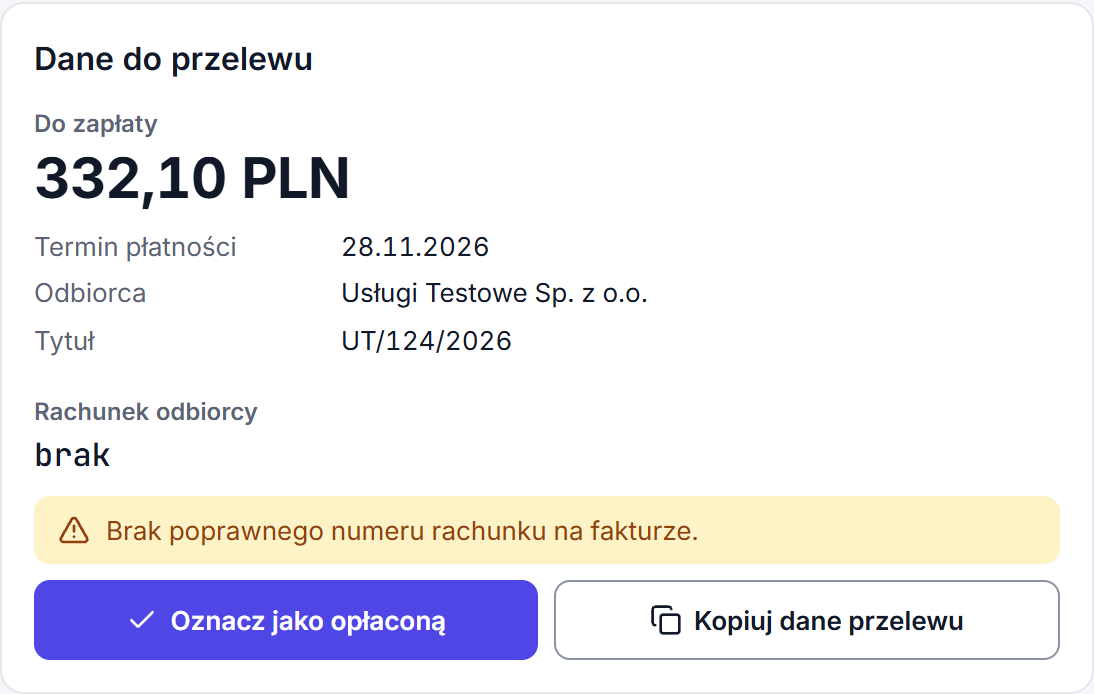 Dane do przelewu
Do zapłaty
332,10 PLN
Termin płatności 28.11.2026
Odbiorca Usługi Testowe Sp. z o.o.
Tytuł UT/124/2026
Rachunek odbiorcy
brak
Brak poprawnego numeru rachunku na fakturze.
Oznacz jako opłaconą Kopiuj dane przelewu